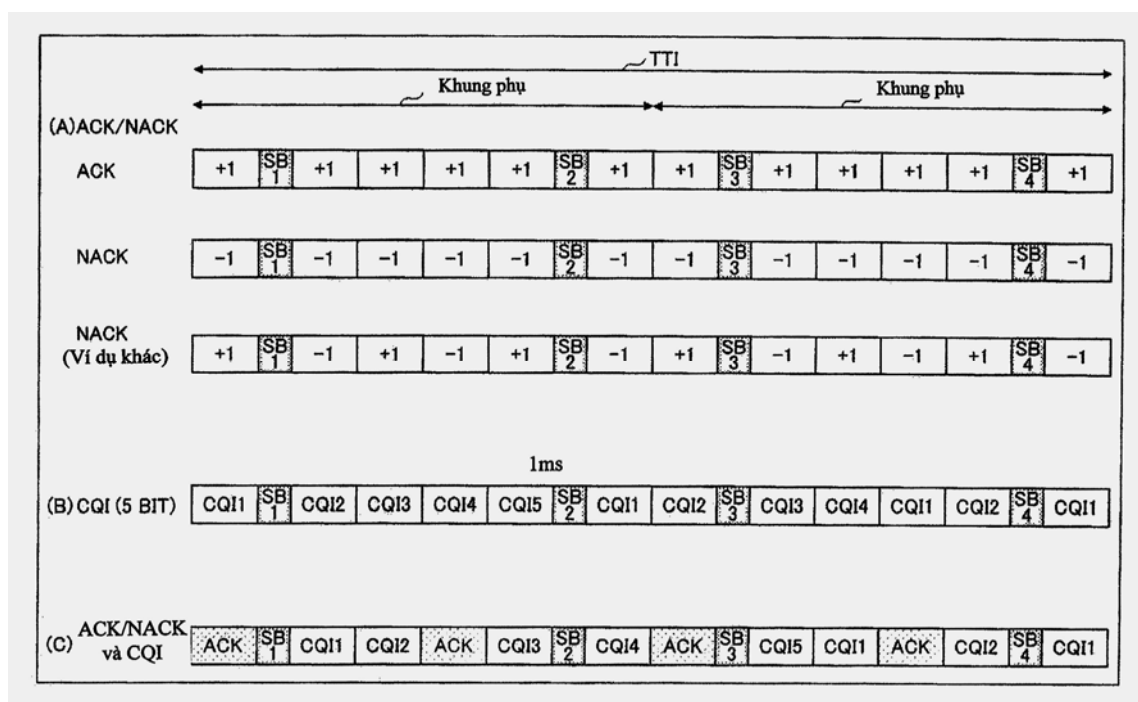 TTI
Khung phụ Khung phụ
(A)ACK/NACK
ACK +1 SB 1 +1 +1 +1 +1 SB 2 +1 +1 SB 3 +1 +1 +1 +1 SB 4 +1
NACK -1 SB 1 -1 -1 -1 -1 SB 2 -1 -1 SB 3 -1 -1 -1 -1 SB 4 -1
NACK
(Ví dụ khác) +1 SB 1 -1 +1 -1 +1 SB 2 -1 +1 SB 3 -1 +1 -1 +1 SB 4 -1
1ms
(B) CQI (5 BIT) CQI1 SB 1 CQI2 CQI3 CQI4 CQI5 SB 2 CQI1 CQI2 SB 3 CQI3 CQI4 CQI1 CQI2 SB 4 CQI1
(C) ACK/NACK
và CQI ACK SB 1 CQI1 CQI2 ACK CQI3 SB 2 CQI4 ACK SB 3 CQI5 CQI1 ACK CQI2 SB 4 CQI1